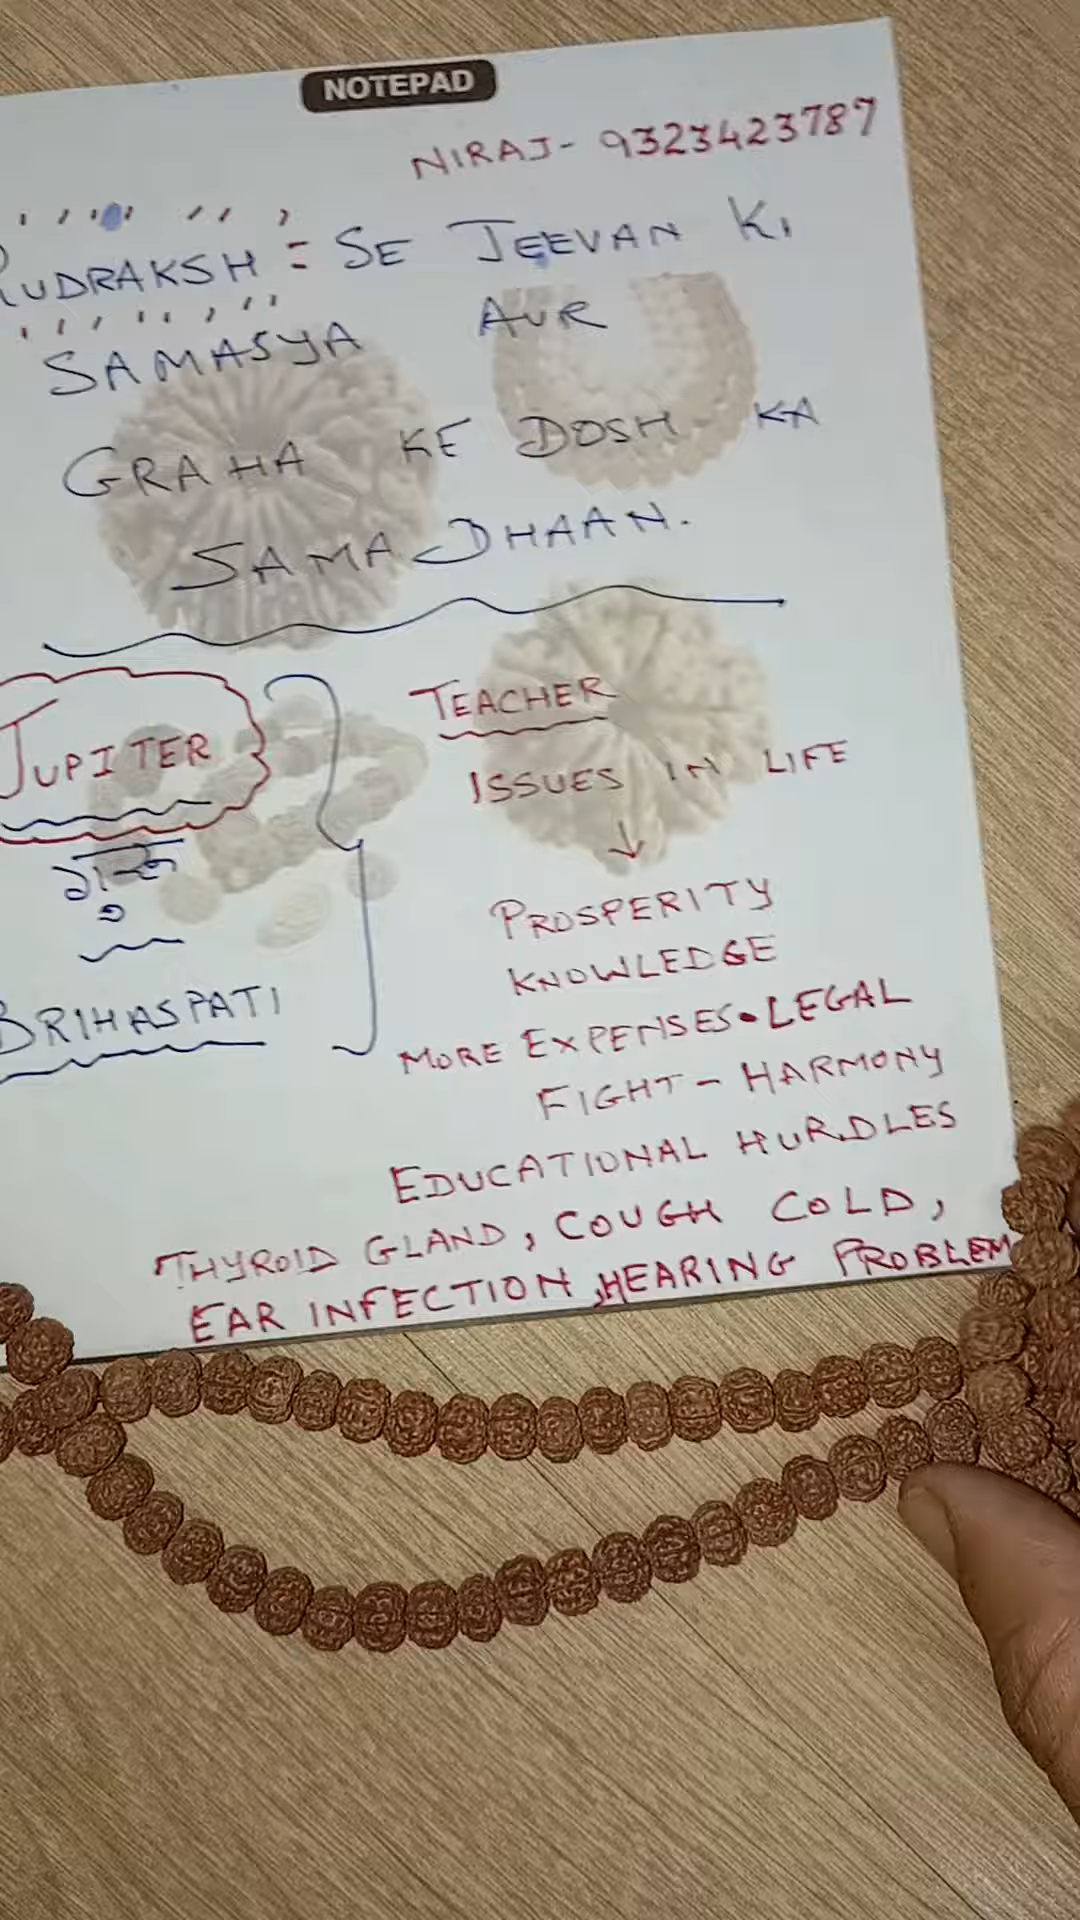 NOTEPAD
NIRAJ- 9323423787
RUDRAKSH = SE JEEVAN KI
SAMASYA AUR
GRAHA KE DOSH KA
SAMADHAAN.
JUPITER
गुरु
BRIHASPATI
TEACHER
ISSUES IN LIFE
↓
PROSPERITY
KNOWLEDGE
MORE EXPENSES • LEGAL
FIGHT - HARMONY
EDUCATIONAL HURDLES
THYROID GLAND, COUGH COLD,
EAR INFECTION, HEARING PROBLEM